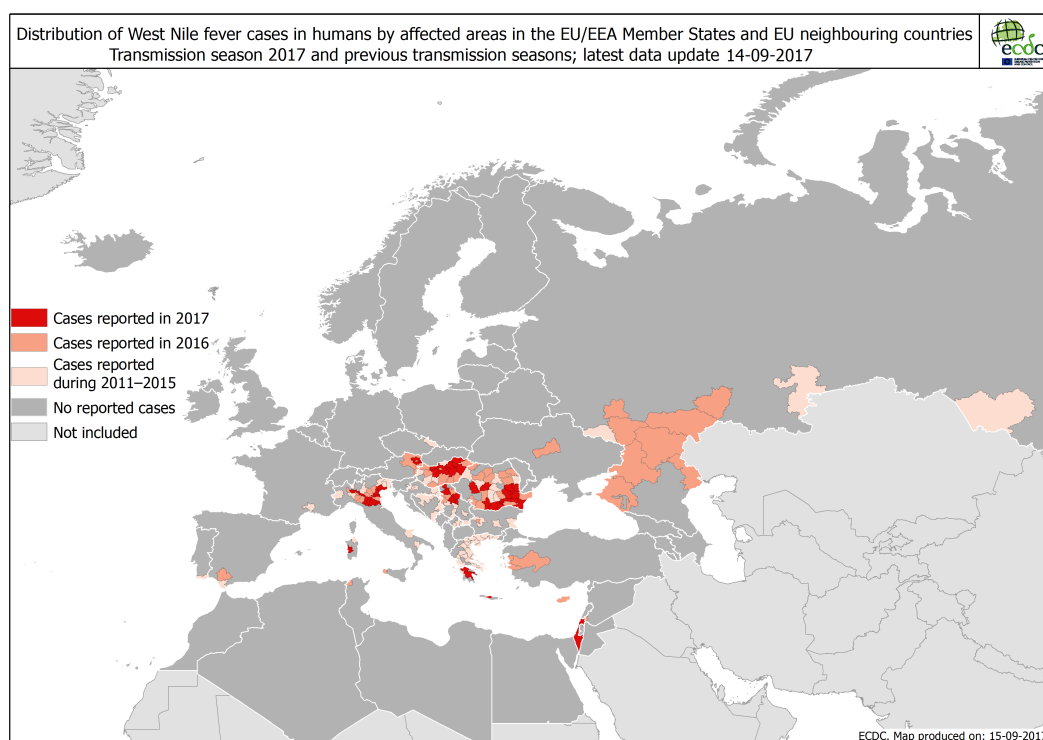 Distribution of West Nile fever cases in humans by affected areas in the EU/EEA Member States and EU neighbouring countries
Transmission season 2017 and previous transmission seasons; latest data update 14-09-2017
ecdc
Cases reported in 2017
Cases reported in 2016
Cases reported
during 2011–2015
No reported cases
Not included
ECDC. Map produced on: 15-09-2017